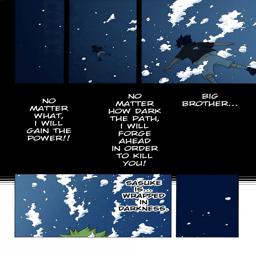 BIG
BROTHER...
NO
MATTER
HOW DARK
THE PATH,
I WILL
FORGE
AHEAD
IN ORDER
TO KILL
YOU!
NO
MATTER
WHAT,
I WILL
GAIN THE
POWER!!
SASUKE
IS...
WRAPPED
IN
DARKNESS.